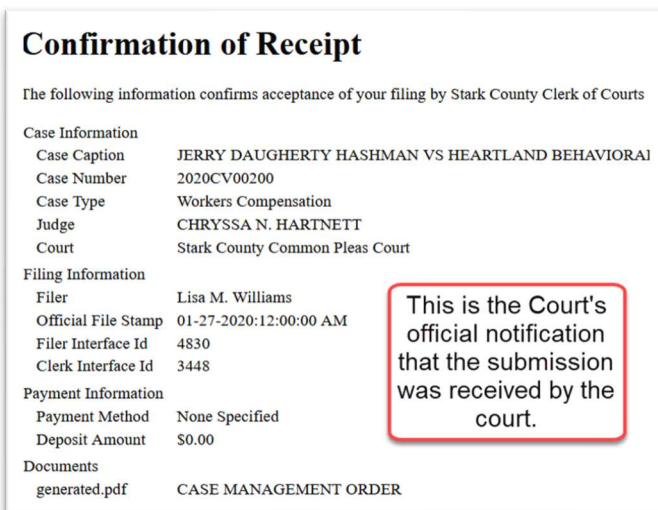 Confirmation of Receipt
The following information confirms acceptance of your filing by Stark County Clerk of Courts
Case Information
Case Caption JERRY DAUGHERTY HASHMAN VS HEARTLAND BEHAVIORAL
Case Number 2020CV00200
Case Type Workers Compensation
Judge CHRYSSA N. HARTNETT
Court Stark County Common Pleas Court
Filing Information
Filer Lisa M. Williams
Official File Stamp 01-27-2020:12:00:00 AM
Filer Interface Id 4830
Clerk Interface Id 3448
Payment Information
Payment Method None Specified
Deposit Amount $0.00
Documents
generated.pdf CASE MANAGEMENT ORDER
This is the Court's
official notification
that the submission
was received by the
court.